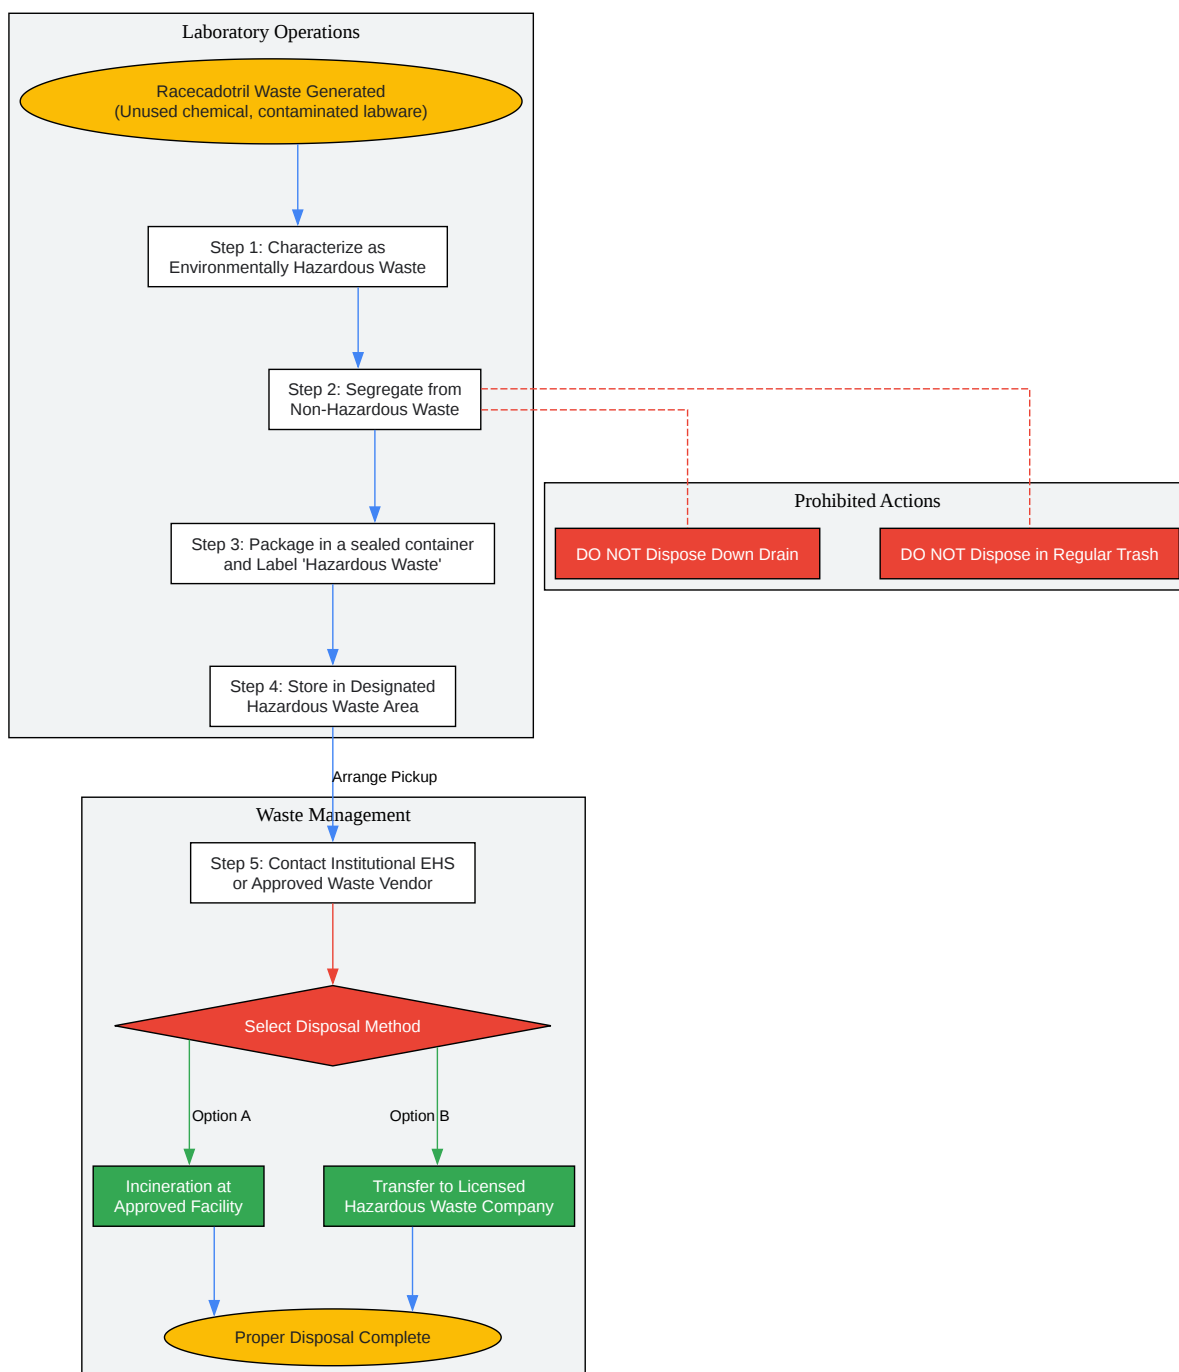 Laboratory Operations
Racecadotril Waste Generated
(Unused chemical, contaminated labware)
Step 1: Characterize as
Environmentally Hazardous Waste
Step 2: Segregate from
Non-Hazardous Waste
Prohibited Actions
DO NOT Dispose Down Drain
DO NOT Dispose in Regular Trash
Step 3: Package in a sealed container
and Label 'Hazardous Waste'
Step 4: Store in Designated
Hazardous Waste Area
Arrange Pickup
Waste Management
Step 5: Contact Institutional EHS
or Approved Waste Vendor
Select Disposal Method
Option A
Option B
Incineration at
Approved Facility
Transfer to Licensed
Hazardous Waste Company
Proper Disposal Complete